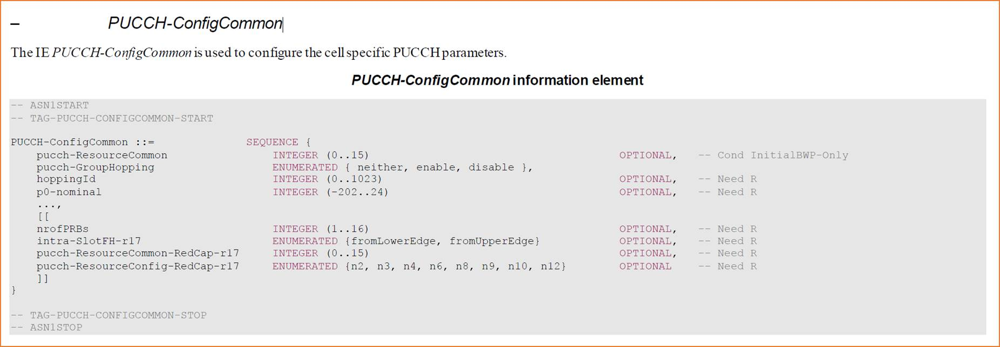 – PUCCH-ConfigCommon
The IE PUCCH-ConfigCommon is used to configure the cell specific PUCCH parameters.
PUCCH-ConfigCommon information element
-- ASN1START
-- TAG-PUCCH-CONFIGCOMMON-START
PUCCH-ConfigCommon ::= SEQUENCE {
pucch-ResourceCommon INTEGER (0..15) OPTIONAL, -- Cond InitialBWP-Only
pucch-GroupHopping ENUMERATED { neither, enable, disable },
hoppingId INTEGER (0..1023) OPTIONAL, -- Need R
p0-nominal INTEGER (-202..24) OPTIONAL, -- Need R
...,
[[
nrofPRBs INTEGER (1..16) OPTIONAL, -- Need R
intra-SlotFH-r17 ENUMERATED {fromLowerEdge, fromUpperEdge} OPTIONAL, -- Need R
pucch-ResourceCommon-RedCap-r17 INTEGER (0..15) OPTIONAL, -- Need R
pucch-ResourceConfig-RedCap-r17 ENUMERATED {n2, n3, n4, n6, n8, n9, n10, n12} OPTIONAL -- Need R
]]
}
-- TAG-PUCCH-CONFIGCOMMON-STOP
-- ASN1STOP